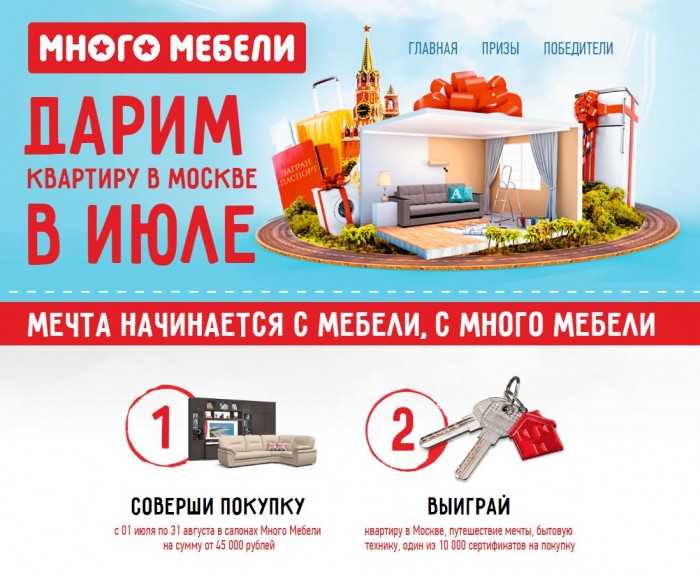 МНОГО МЕБЕЛИ
ГЛАВНАЯ ПРИЗЫ ПОБЕДИТЕЛИ
ДАРИМ
КВАРТИРУ В МОСКВЕ
В ИЮЛЕ
ЗАГРАН
ПАСПОРТ
А
МЕЧТА НАЧИНАЕТСЯ С МЕБЕЛИ, С МНОГО МЕБЕЛИ
1
СОВЕРШИ ПОКУПКУ
с 01 июля по 31 августа в салонах Много Мебели
на сумму от 45 000 рублей
2
ВЫИГРАЙ
квартиру в Москве, путешествие мечты, бытовую
технику, один из 10 000 сертификатов на покупку